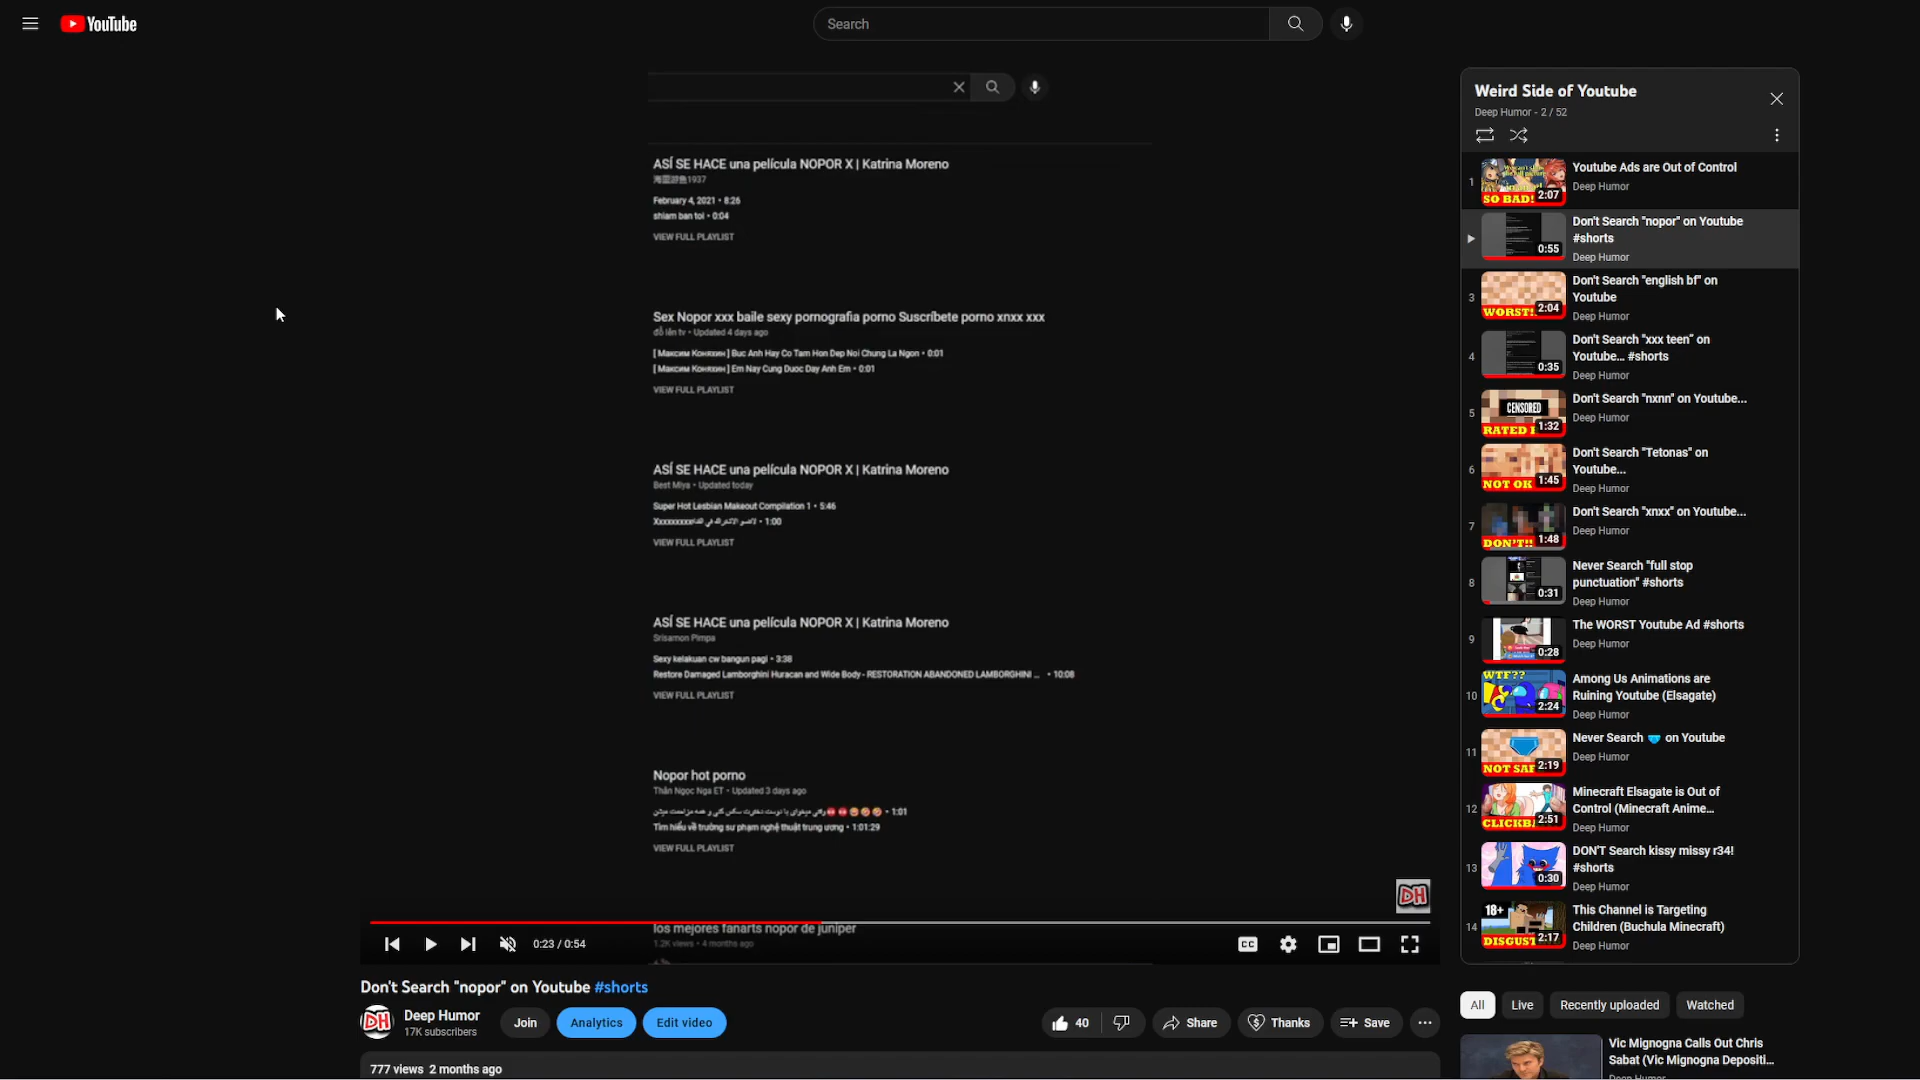 YouTube
Search
ASÍ SE HACE una película NOPOR X | Katrina Moreno
February 4, 2021 • 8:26
shiam ban toi • 0:04
VIEW FULL PLAYLIST
Sex Nopor xxx baile sexy pornografia porno Suscríbete porno xnxx xxx
đồ lên tv • Updated 4 days ago
[ Максим Коняхин ] Buc Anh Hay Co Tam Hon Dep Noi Chung La Ngon • 0:01
[ Максим Коняхин ] Em Nay Cung Duoc Day Anh Em • 0:01
VIEW FULL PLAYLIST
ASÍ SE HACE una película NOPOR X | Katrina Moreno
Best Miya • Updated today
Super Hot Lesbian Makeout Compilation 1 • 5:46
1:00
VIEW FULL PLAYLIST
ASÍ SE HACE una película NOPOR X | Katrina Moreno
Srisamon Pimpa
Sexy kelakuan cw bangun pagi • 3:38
Restore Damaged Lamborghini Huracan and Wide Body - RESTORATION ABANDONED LAMBORGHINI ... • 10:08
VIEW FULL PLAYLIST
Nopor hot porno
Thân Ngọc Nga ET • Updated 3 days ago
1:01
Tìm hiểu về trường sư phạm nghệ thuật trung ương • 1:01:29
VIEW FULL PLAYLIST
DH
los mejores fanarts nopor de juniper
1.2K views • 4 months ago
0:23 / 0:54
CC
Don't Search "nopor" on Youtube #shorts
DH
Deep Humor
17K subscribers
Join
Analytics
Edit video
40
Share
Thanks
Save
777 views 2 months ago
Weird Side of Youtube
Deep Humor - 2 / 52
1
SO BAD!
2:07
Youtube Ads are Out of Control
Deep Humor
0:55
Don't Search "nopor" on Youtube
#shorts
Deep Humor
3
WORST!
2:04
Don't Search "english bf" on
Youtube
Deep Humor
4
0:35
Don't Search "xxx teen" on
Youtube... #shorts
Deep Humor
5
CENSORED
RATED
1:32
Don't Search "nxnn" on Youtube...
Deep Humor
6
NOT OK
1:45
Don't Search "Tetonas" on
Youtube...
Deep Humor
7
DON'T!!
1:48
Don't Search "xnxx" on Youtube...
Deep Humor
8
0:31
Never Search "full stop
punctuation" #shorts
Deep Humor
9
0:28
The WORST Youtube Ad #shorts
Deep Humor
10
WTF??
2:24
Among Us Animations are
Ruining Youtube (Elsagate)
Deep Humor
11
NOT SAF
2:19
Never Search 🩲 on Youtube
Deep Humor
12
CLICKBA
2:51
Minecraft Elsagate is Out of
Control (Minecraft Anime...
Deep Humor
13
0:30
DON'T Search kissy missy r34!
#shorts
Deep Humor
14
18+
DISGUST
2:17
This Channel is Targeting
Children (Buchula Minecraft)
Deep Humor
All
Live
Recently uploaded
Watched
Vic Mignogna Calls Out Chris
Sabat (Vic Mignogna Depositi...
Deep Humor